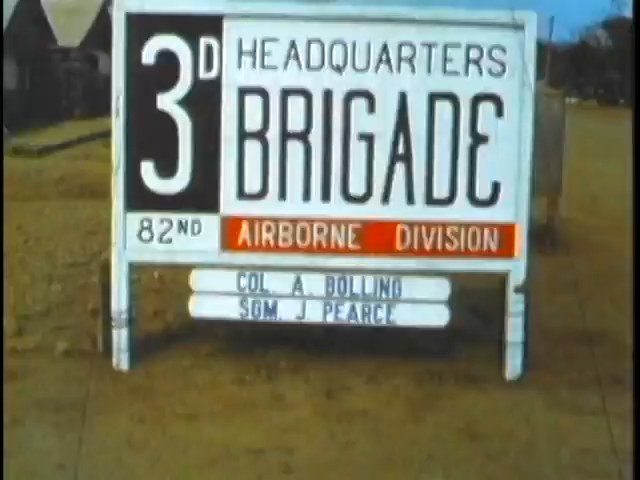 3D HEADQUARTERS
BRIGADE
82ND AIRBORNE DIVISION
COL. A. BOLLING
SGM. J PEARCE